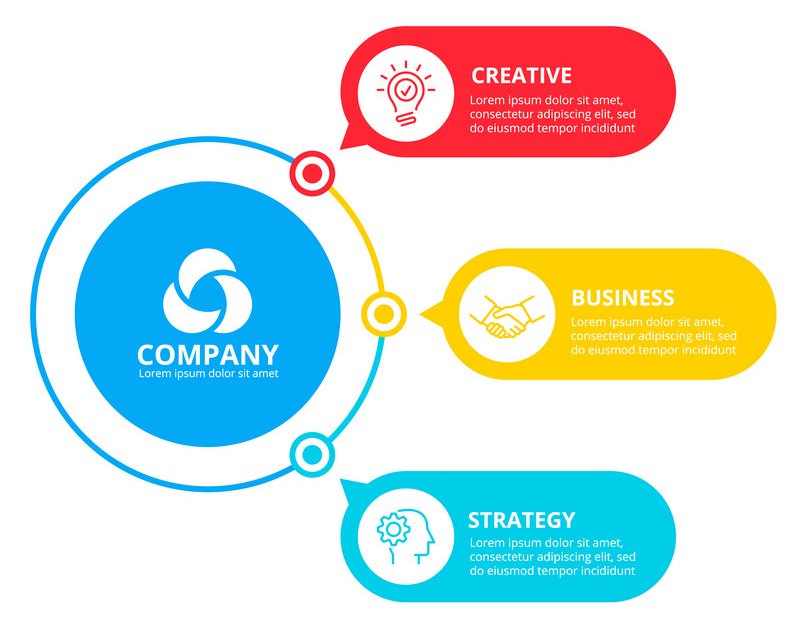 CREATIVE
Lorem ipsum dolor sit amet,
consectetur adipiscing elit, sed
do eiusmod tempor incididunt
BUSINESS
Lorem ipsum dolor sit amet,
consectetur adipiscing elit, sed
do eiusmod tempor incididunt
COMPANY
Lorem ipsum dolor sit amet
STRATEGY
Lorem ipsum dolor sit amet,
consectetur adipiscing elit, sed
do eiusmod tempor incididunt